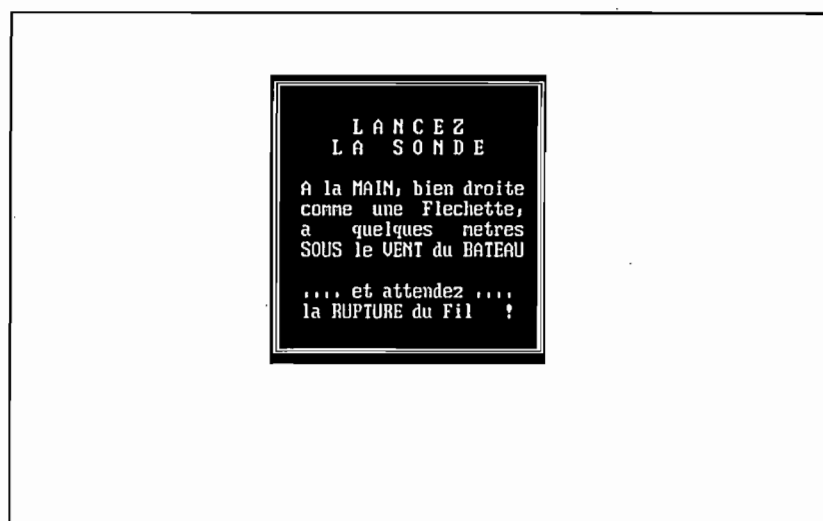 L A N C E Z
L A   S O N D E
A la MAIN, bien droite
comme une Flechette,
a quelques metres
SOUS le VENT du BATEAU
.... et attendez ....
la RUPTURE du Fil !